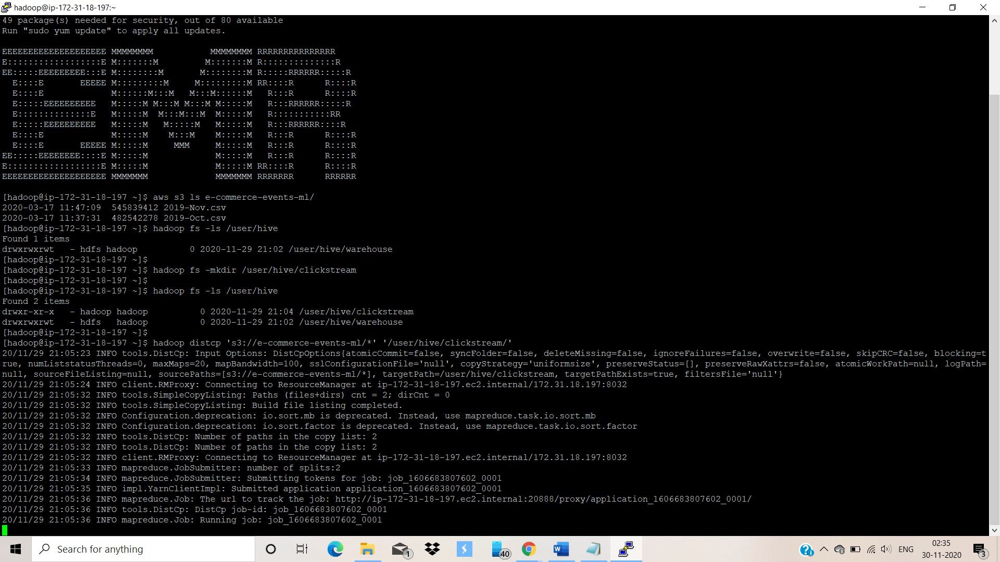 hadoop@ip-172-31-18-197:~
49 package(s) needed for security, out of 80 available
Run "sudo yum update" to apply all updates.
EEEEEEEEEEEEEEEEEEEE MMMMMMMM           MMMMMMMM RRRRRRRRRRRRRRR
E::::::::::::::::::E M:::::::M         M:::::::M R::::::::::::::R
EE:::::EEEEEEEEE:::E M::::::::M       M::::::::M R:::::RRRRRR:::::R
  E::::E       EEEEE M:::::::::M     M:::::::::M RR::::R      R::::R
  E::::E             M::::::M:::M   M:::M::::::M   R:::R      R::::R
  E:::::EEEEEEEEEE   M:::::M M:::M M:::M M:::::M   R:::RRRRRR:::::R
  E::::::::::::::E   M:::::M  M:::M:::M  M:::::M   R:::::::::::RR
  E:::::EEEEEEEEEE   M:::::M   M:::::M   M:::::M   R:::RRRRRR::::R
  E::::E             M:::::M    M:::M    M:::::M   R:::R      R::::R
  E::::E       EEEEE M:::::M     MMM     M:::::M   R:::R      R::::R
EE:::::EEEEEEEE::::E M:::::M             M:::::M   R:::R      R::::R
E::::::::::::::::::E M:::::M             M:::::M RR::::R      R::::R
EEEEEEEEEEEEEEEEEEEE MMMMMMM             MMMMMMM RRRRRRR      RRRRRR
[hadoop@ip-172-31-18-197 ~]$ aws s3 ls e-commerce-events-ml/
2020-03-17 11:47:09  545839412 2019-Nov.csv
2020-03-17 11:37:31  482542278 2019-Oct.csv
[hadoop@ip-172-31-18-197 ~]$ hadoop fs -ls /user/hive
Found 1 items
drwxrwxrwt   - hdfs hadoop          0 2020-11-29 21:02 /user/hive/warehouse
[hadoop@ip-172-31-18-197 ~]$
[hadoop@ip-172-31-18-197 ~]$ hadoop fs -mkdir /user/hive/clickstream
[hadoop@ip-172-31-18-197 ~]$
[hadoop@ip-172-31-18-197 ~]$ hadoop fs -ls /user/hive
Found 2 items
drwxr-xr-x   - hadoop hadoop          0 2020-11-29 21:04 /user/hive/clickstream
drwxrwxrwt   - hdfs   hadoop          0 2020-11-29 21:02 /user/hive/warehouse
[hadoop@ip-172-31-18-197 ~]$
[hadoop@ip-172-31-18-197 ~]$ hadoop distcp 's3://e-commerce-events-ml/*' '/user/hive/clickstream/'
20/11/29 21:05:23 INFO tools.DistCp: Input Options: DistCpOptions{atomicCommit=false, syncFolder=false, deleteMissing=false, ignoreFailures=false, overwrite=false, skipCRC=false, blocking=t
rue, numListstatusThreads=0, maxMaps=20, mapBandwidth=100, sslConfigurationFile='null', copyStrategy='uniformsize', preserveStatus=[], preserveRawXattrs=false, atomicWorkPath=null, logPath=
null, sourceFileListing=null, sourcePaths=[s3://e-commerce-events-ml/*], targetPath=/user/hive/clickstream, targetPathExists=true, filtersFile='null'}
20/11/29 21:05:24 INFO client.RMProxy: Connecting to ResourceManager at ip-172-31-18-197.ec2.internal/172.31.18.197:8032
20/11/29 21:05:32 INFO tools.SimpleCopyListing: Paths (files+dirs) cnt = 2; dirCnt = 0
20/11/29 21:05:32 INFO tools.SimpleCopyListing: Build file listing completed.
20/11/29 21:05:32 INFO Configuration.deprecation: io.sort.mb is deprecated. Instead, use mapreduce.task.io.sort.mb
20/11/29 21:05:32 INFO Configuration.deprecation: io.sort.factor is deprecated. Instead, use mapreduce.task.io.sort.factor
20/11/29 21:05:32 INFO tools.DistCp: Number of paths in the copy list: 2
20/11/29 21:05:32 INFO tools.DistCp: Number of paths in the copy list: 2
20/11/29 21:05:32 INFO client.RMProxy: Connecting to ResourceManager at ip-172-31-18-197.ec2.internal/172.31.18.197:8032
20/11/29 21:05:33 INFO mapreduce.JobSubmitter: number of splits:2
20/11/29 21:05:34 INFO mapreduce.JobSubmitter: Submitting tokens for job: job_1606683807602_0001
20/11/29 21:05:35 INFO impl.YarnClientImpl: Submitted application application_1606683807602_0001
20/11/29 21:05:36 INFO mapreduce.Job: The url to track the job: http://ip-172-31-18-197.ec2.internal:20888/proxy/application_1606683807602_0001/
20/11/29 21:05:36 INFO tools.DistCp: DistCp job-id: job_1606683807602_0001
20/11/29 21:05:36 INFO mapreduce.Job: Running job: job_1606683807602_0001
Search for anything
1
40
W
ENG
02:35
30-11-2020
3